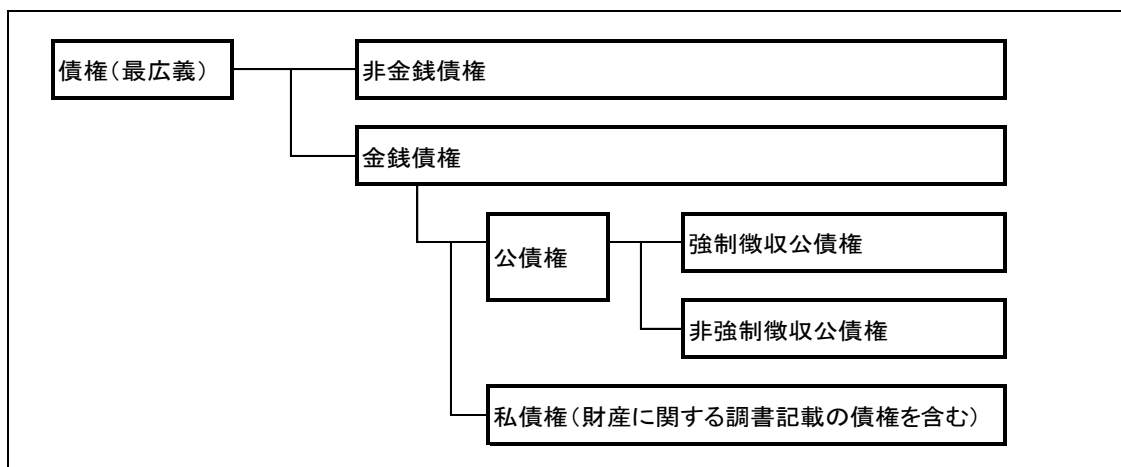 債権（最広義）
非金銭債権
金銭債権
公債権
強制徴収公債権
非強制徴収公債権
私債権（財産に関する調書記載の債権を含む）